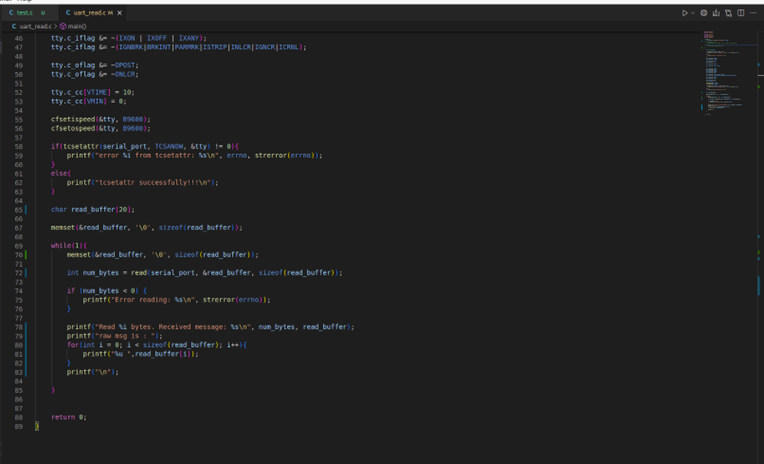 test.c U
uart_read.c M ×
uart_read.c > main()
46 tty.c_iflag &= ~(IXON | IXOFF | IXANY);
47 tty.c_iflag &= ~(IGNBRK|BRKINT|PARMRK|ISTRIP|INLCR|IGNCR|ICRNL);
48
49 tty.c_oflag &= ~OPOST;
50 tty.c_oflag &= ~ONLCR;
51
52 tty.c_cc[VTIME] = 10;
53 tty.c_cc[VMIN] = 0;
54
55 cfsetispeed(&tty, B9600);
56 cfsetospeed(&tty, B9600);
57
58 if(tcsetattr(serial_port, TCSANOW, &tty) != 0){
59 printf("error %i from tcsetattr: %s\n", errno, strerror(errno));
60 }
61 else{
62 printf("tcsetattr successfully!!!\n");
63 }
64
65 char read_buffer[20];
66
67 memset(&read_buffer, '\0', sizeof(read_buffer));
68
69 while(1){
70 memset(&read_buffer, '\0', sizeof(read_buffer));
71
72 int num_bytes = read(serial_port, &read_buffer, sizeof(read_buffer));
73
74 if (num_bytes < 0) {
75 printf("Error reading: %s\n", strerror(errno));
76 }
77
78 printf("Read %i bytes. Received message: %s\n", num_bytes, read_buffer);
79 printf("raw msg is : ");
80 for(int i = 0; i < sizeof(read_buffer); i++){
81 printf("%u ",read_buffer[i]);
82 }
83 printf("\n");
84
85 }
86
87
88 return 0;
89 }